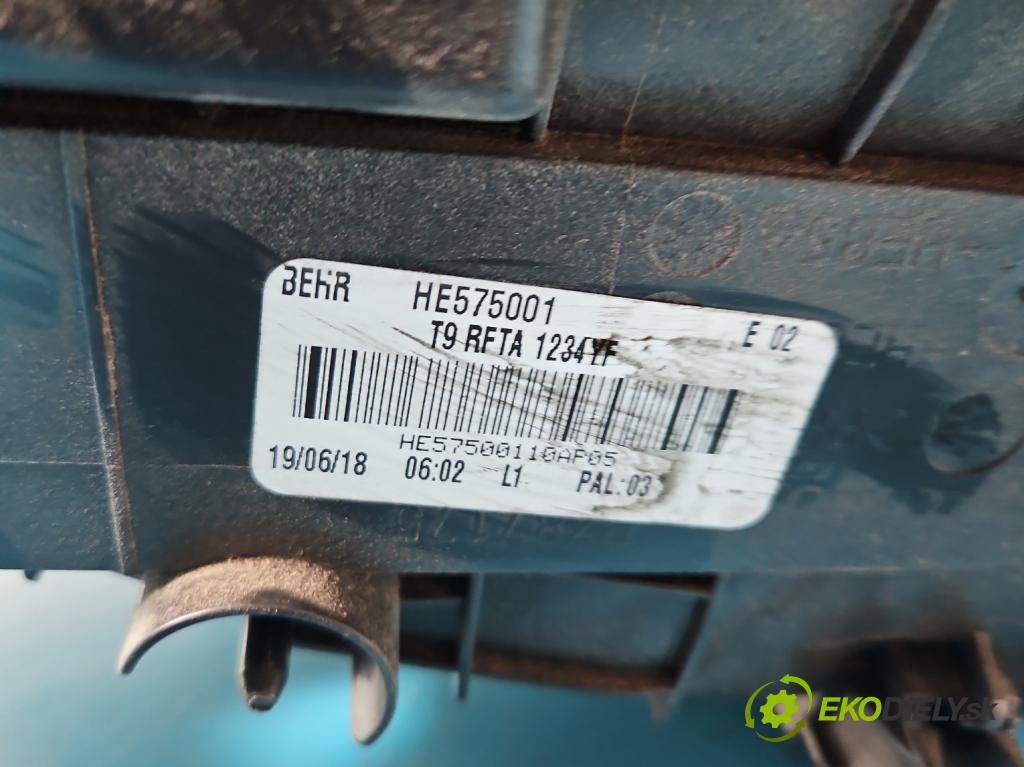 BEHR HE575001 E 02
T9 RFTA 1234YF
HE57500110AP05
19/06/18 06:02 L1 PAL:03
EKODIELY.sk